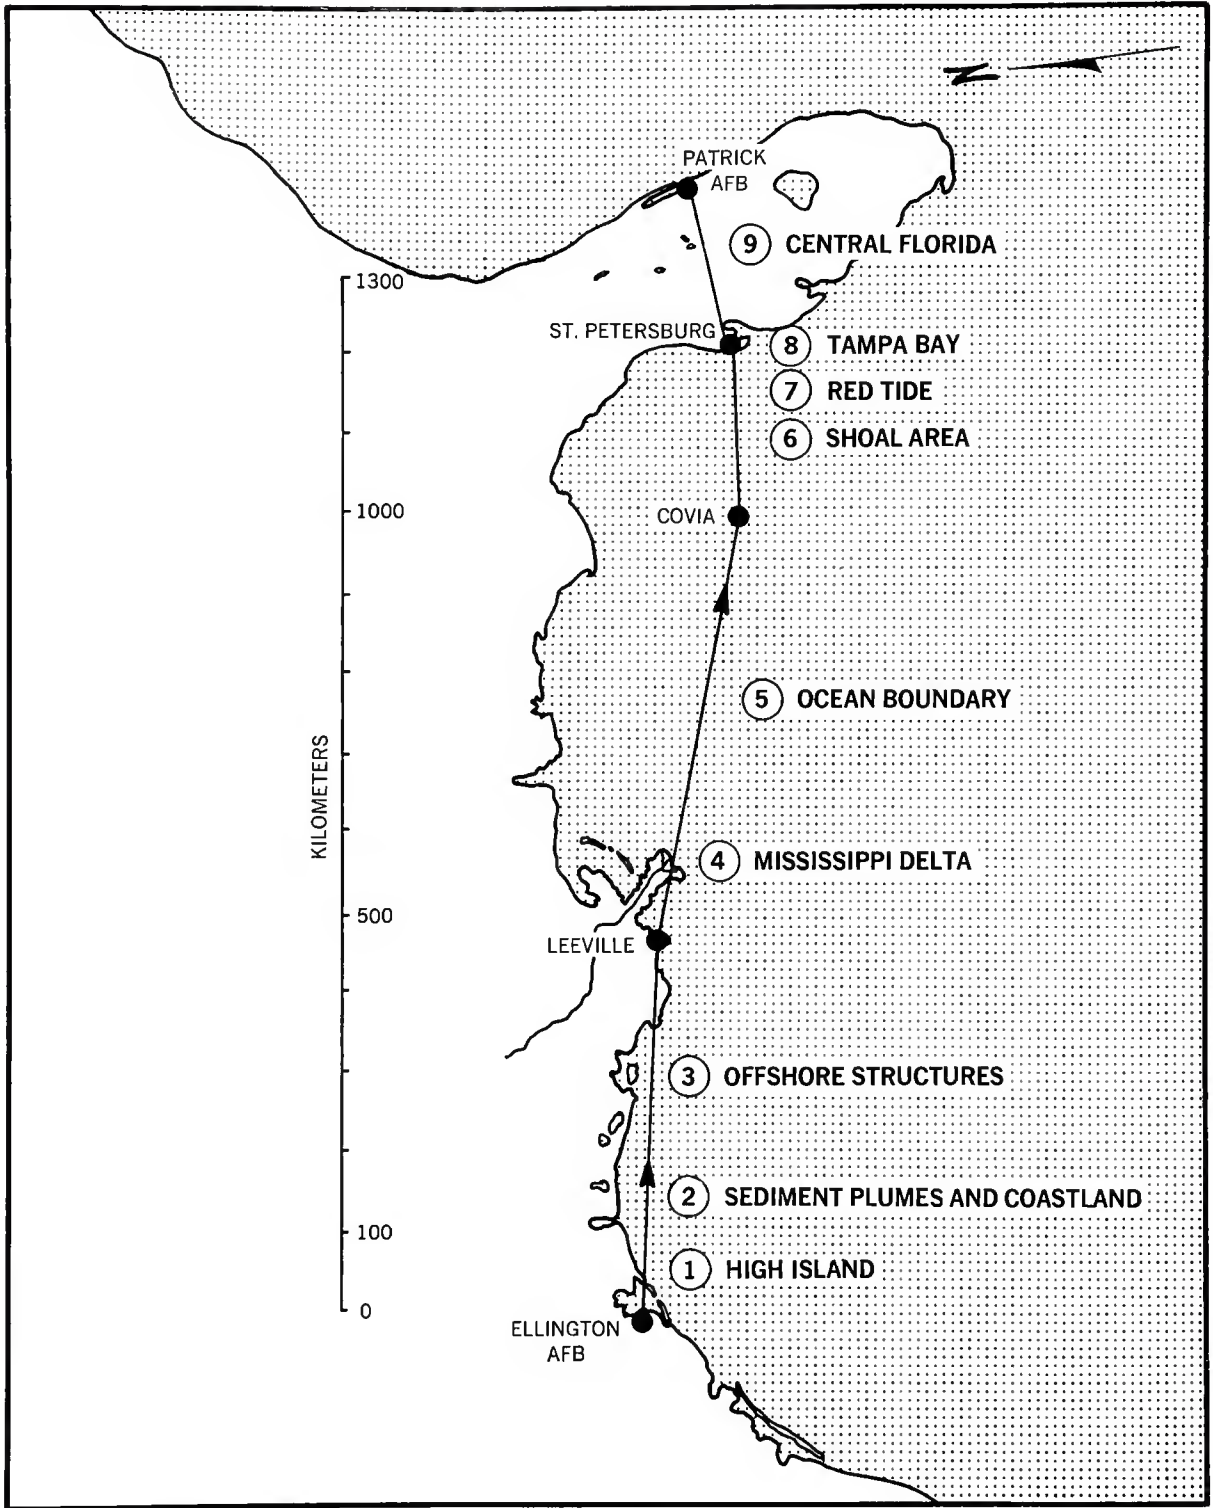 N
PATRICK
AFB
9 CENTRAL FLORIDA
1300
ST. PETERSBURG
8 TAMPA BAY
7 RED TIDE
6 SHOAL AREA
1000
COVIA
5 OCEAN BOUNDARY
KILOMETERS
4 MISSISSIPPI DELTA
500
LEEVILLE
3 OFFSHORE STRUCTURES
2 SEDIMENT PLUMES AND COASTLAND
100
1 HIGH ISLAND
0
ELLINGTON
AFB